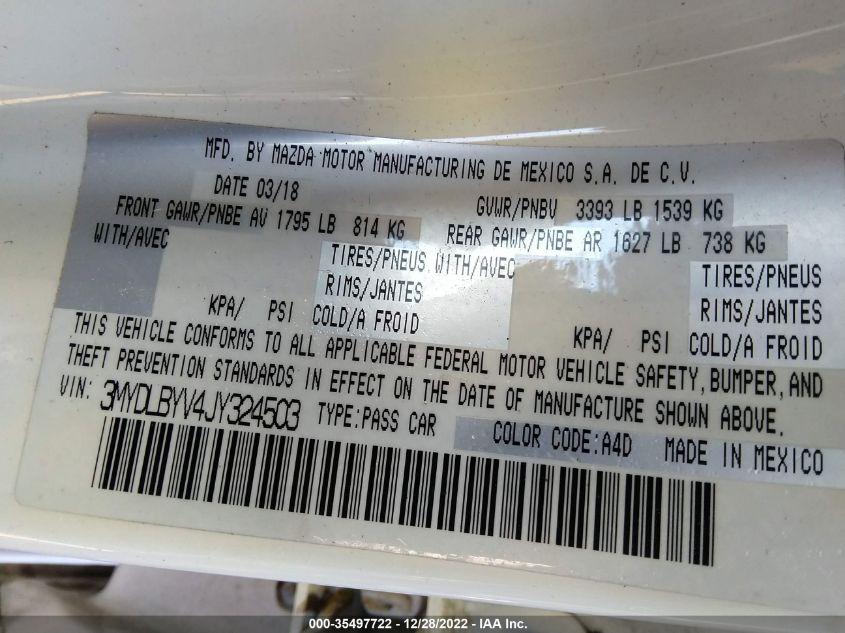 MFD. BY MAZDA MOTOR MANUFACTURING DE MEXICO S.A. DE C.V.
DATE 03/18 GVWR/PNBV 3393 LB 1539 KG
FRONT GAWR/PNBE AV 1795 LB 814 KG REAR GAWR/PNBE AR 1627 LB 738 KG
WITH/AVEC TIRES/PNEUS WITH/AVEC TIRES/PNEUS
RIMS/JANTES RIMS/JANTES
KPA/ PSI COLD/A FROID KPA/ PSI COLD/A FROID
THIS VEHICLE CONFORMS TO ALL APPLICABLE FEDERAL MOTOR VEHICLE SAFETY, BUMPER, AND
THEFT PREVENTION STANDARDS IN EFFECT ON THE DATE OF MANUFACTURE SHOWN ABOVE.
VIN: 3MYDLBYV4JY324503 TYPE:PASS CAR COLOR CODE:A4D MADE IN MEXICO
000-35497722 - 12/28/2022 - IAA Inc.